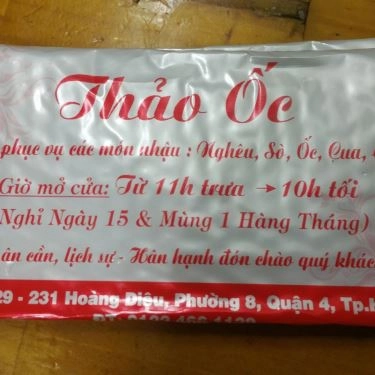 Thảo Ốc
phục vụ các món nhậu : Nghêu, Sò, Ốc, Cua,
Giờ mở cửa: Từ 11h trưa → 10h tối
Nghỉ Ngày 15 & Mùng 1 Hàng Tháng)
ân cần, lịch sự - Hân hạnh đón chào quý khác
29 - 231 Hoàng Diệu, Phường 8, Quận 4, Tp.H